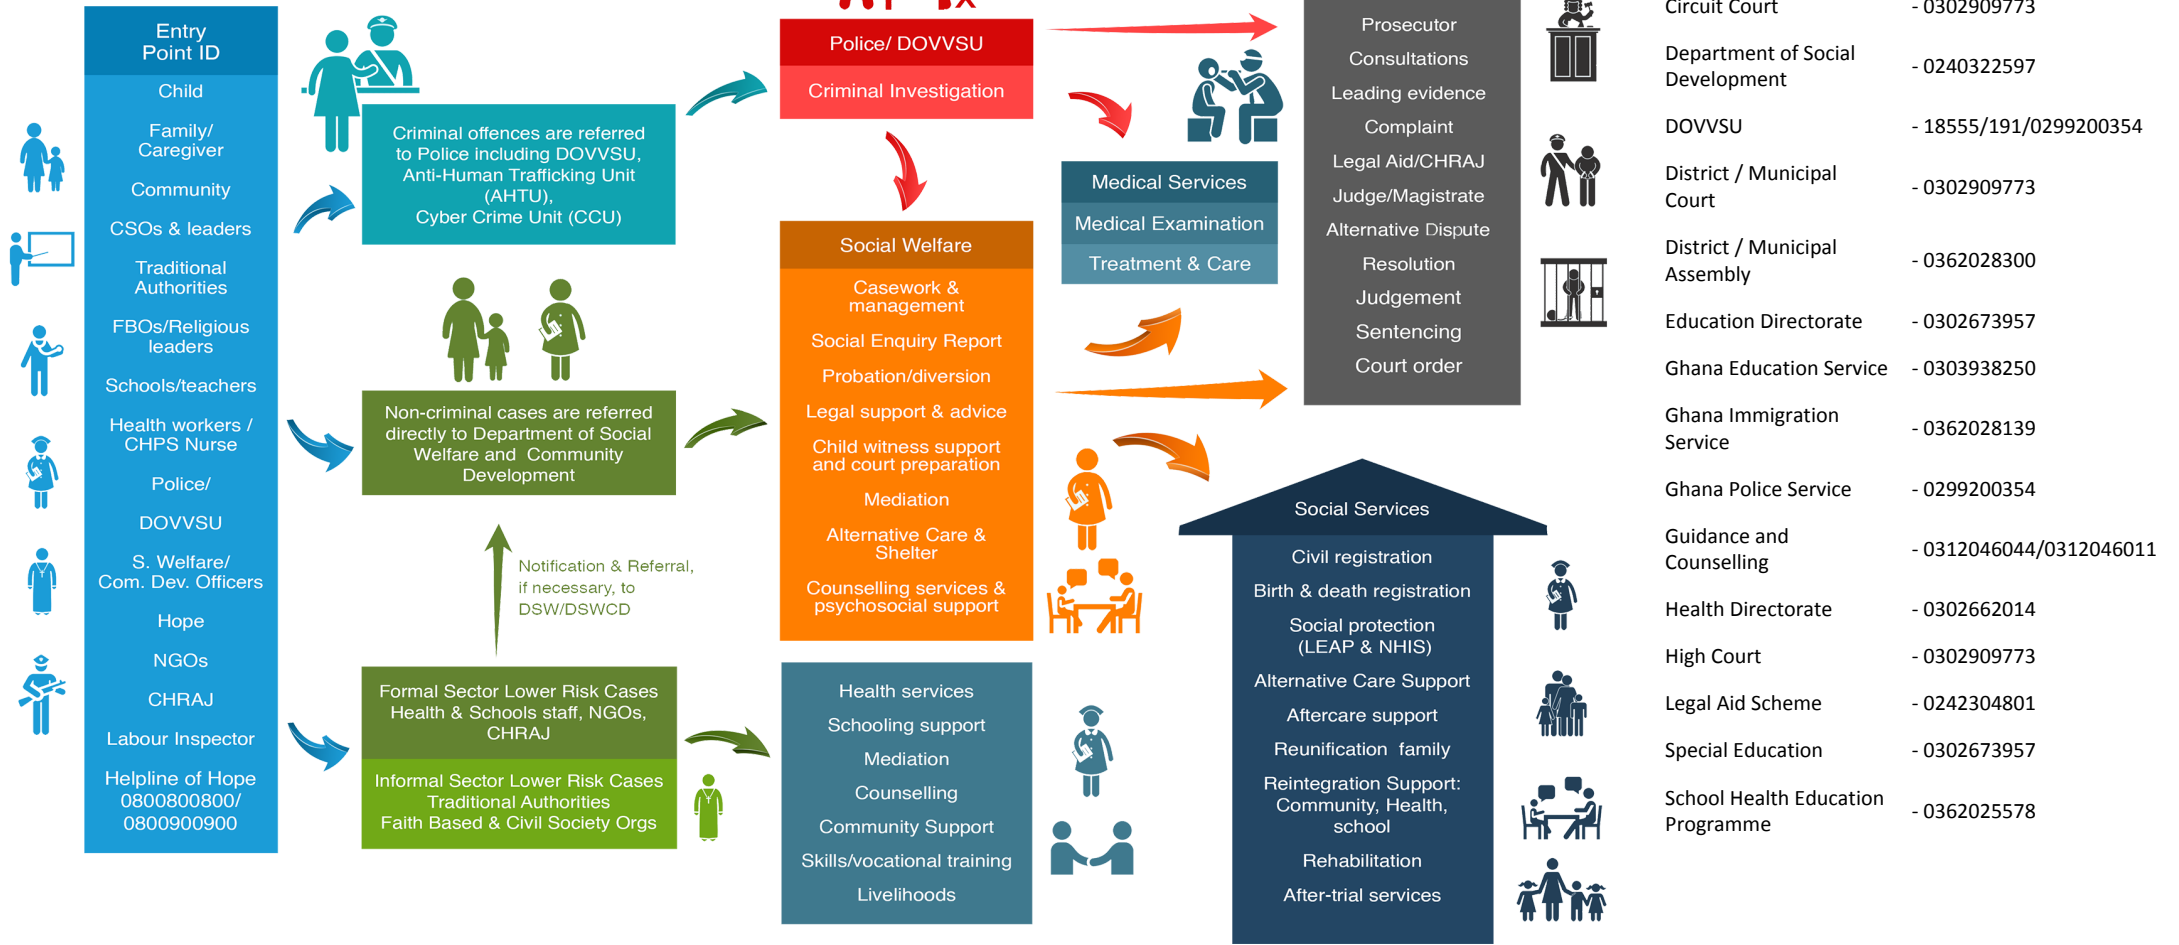 Entry
Point ID
Child
Family/
Caregiver
Community
CSOs & leaders
Traditional
Authorities
FBOs/Religious
leaders
Schools/teachers
Health workers /
CHPS Nurse
Police/
DOVVSU
S. Welfare/
Com. Dev. Officers
Hope
NGOs
CHRAJ
Labour Inspector
Helpline of Hope
0800800800/
0800900900
Criminal offences are referred
to Police including DOVVSU,
Anti-Human Trafficking Unit
(AHTU),
Cyber Crime Unit (CCU)
Non-criminal cases are referred
directly to Department of Social
Welfare and Community
Development
Notification & Referral,
if necessary, to
DSW/DSWCD
Formal Sector Lower Risk Cases
Health & Schools staff, NGOs,
CHRAJ
Informal Sector Lower Risk Cases
Traditional Authorities
Faith Based & Civil Society Orgs
Police/ DOVVSU
Criminal Investigation
Social Welfare
Casework &
management
Social Enquiry Report
Probation/diversion
Legal support & advice
Child witness support
and court preparation
Mediation
Alternative Care &
Shelter
Counselling services &
psychosocial support
Health services
Schooling support
Mediation
Counselling
Community Support
Skills/vocational training
Livelihoods
Medical Services
Medical Examination
Treatment & Care
Prosecutor
Consultations
Leading evidence
Complaint
Legal Aid/CHRAJ
Judge/Magistrate
Alternative Dispute
Resolution
Judgement
Sentencing
Court order
Social Services
Civil registration
Birth & death registration
Social protection
(LEAP & NHIS)
Alternative Care Support
Aftercare support
Reunification family
Reintegration Support:
Community, Health,
school
Rehabilitation
After-trial services
Circuit Court - 0302909773
Department of Social
Development - 0240322597
DOVVSU - 18555/191/0299200354
District / Municipal
Court - 0302909773
District / Municipal
Assembly - 0362028300
Education Directorate - 0302673957
Ghana Education Service - 0303938250
Ghana Immigration
Service - 0362028139
Ghana Police Service - 0299200354
Guidance and
Counselling - 0312046044/0312046011
Health Directorate - 0302662014
High Court - 0302909773
Legal Aid Scheme - 0242304801
Special Education - 0302673957
School Health Education
Programme - 0362025578